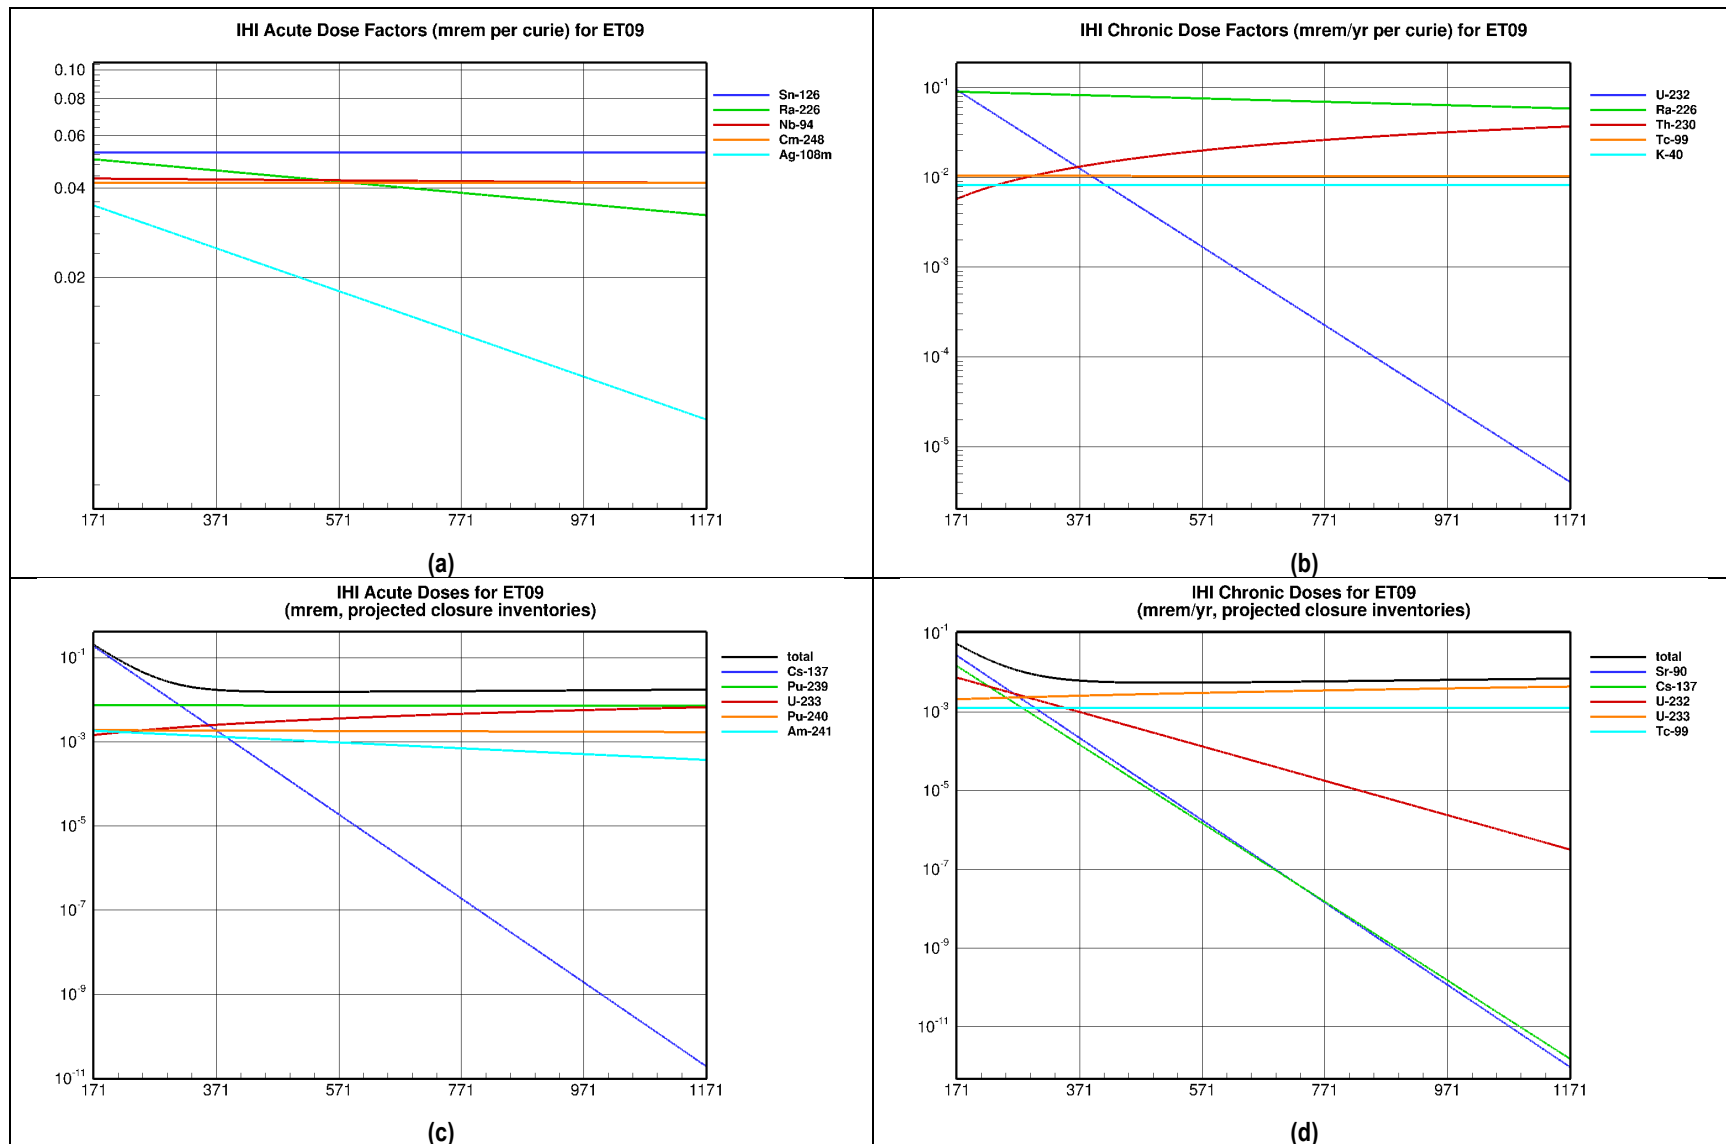 IHI Acute Dose Factors (mrem per curie) for ET09
0.10
0.08
0.06
0.04
0.02
171 371 571 771 971 1171
Sn-126
Ra-226
Nb-94
Cm-248
Ag-108m
(a)
IHI Chronic Dose Factors (mrem/yr per curie) for ET09
10-1
10-2
10-3
10-4
10-5
171 371 571 771 971 1171
U-232
Ra-226
Th-230
Tc-99
K-40
(b)
IHI Acute Doses for ET09
(mrem, projected closure inventories)
10-1
10-3
10-5
10-7
10-9
10-11
171 371 571 771 971 1171
total
Cs-137
Pu-239
U-233
Pu-240
Am-241
(c)
IHI Chronic Doses for ET09
(mrem/yr, projected closure inventories)
10-1
10-3
10-5
10-7
10-9
10-11
171 371 571 771 971 1171
total
Sr-90
Cs-137
U-232
U-233
Tc-99
(d)